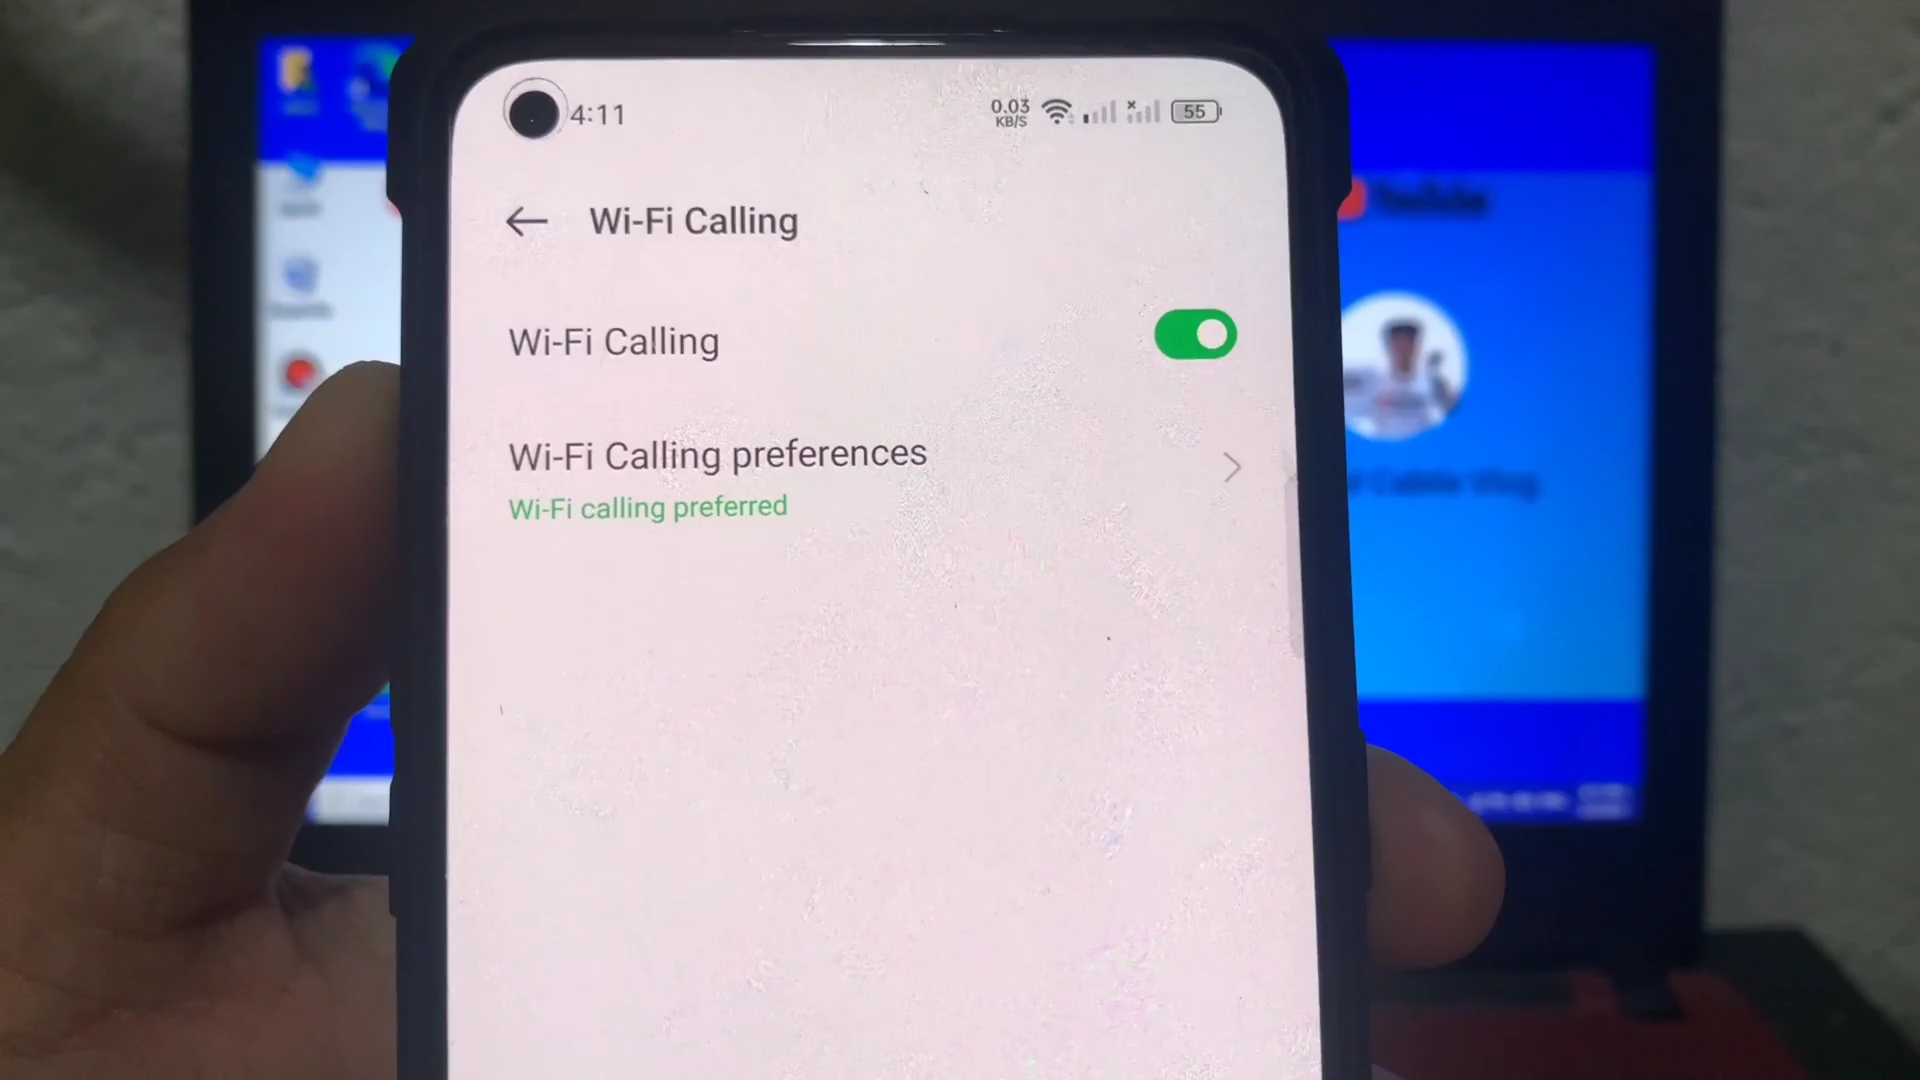 4:11
0.03
KB/S
55
Wi-Fi Calling
Wi-Fi Calling
Wi-Fi Calling preferences
Wi-Fi calling preferred
YouTube